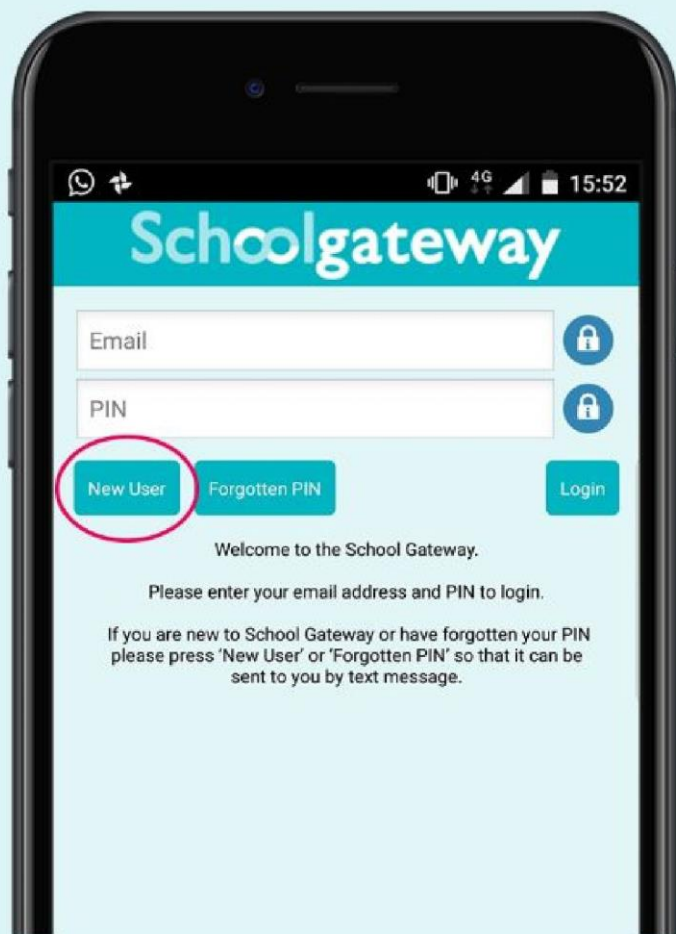 4G 15:52
Schoolgateway
Email
PIN
New User Forgotten PIN Login
Welcome to the School Gateway.
Please enter your email address and PIN to login.
If you are new to School Gateway or have forgotten your PIN
please press 'New User' or 'Forgotten PIN' so that it can be
sent to you by text message.